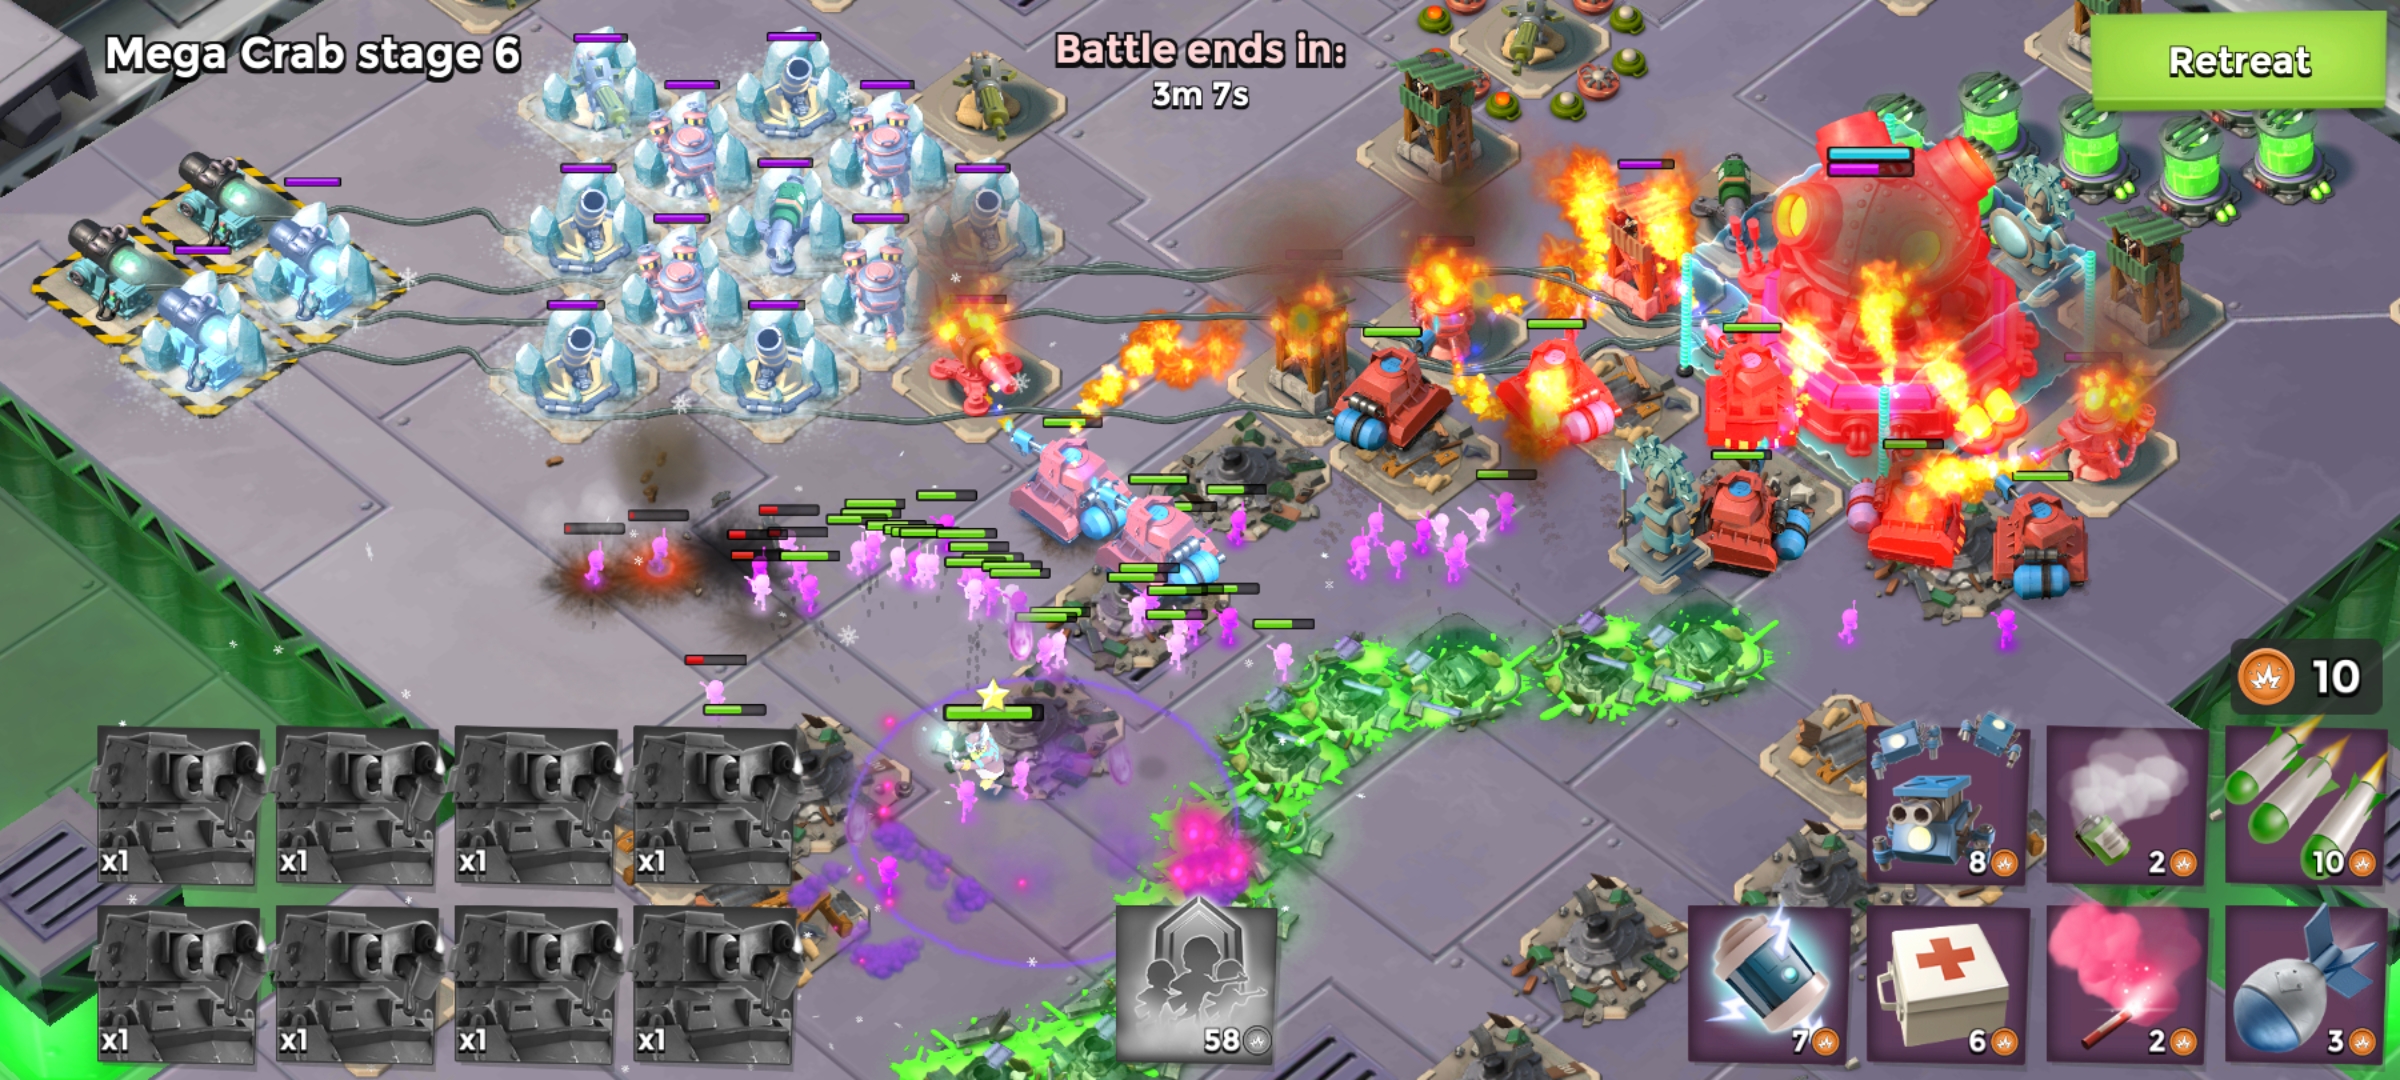 Mega Crab stage 6
Battle ends in:
3m 7s
Retreat
10
x1
x1
x1
x1
8
2
10
x1
x1
x1
x1
58
7
6
2
3